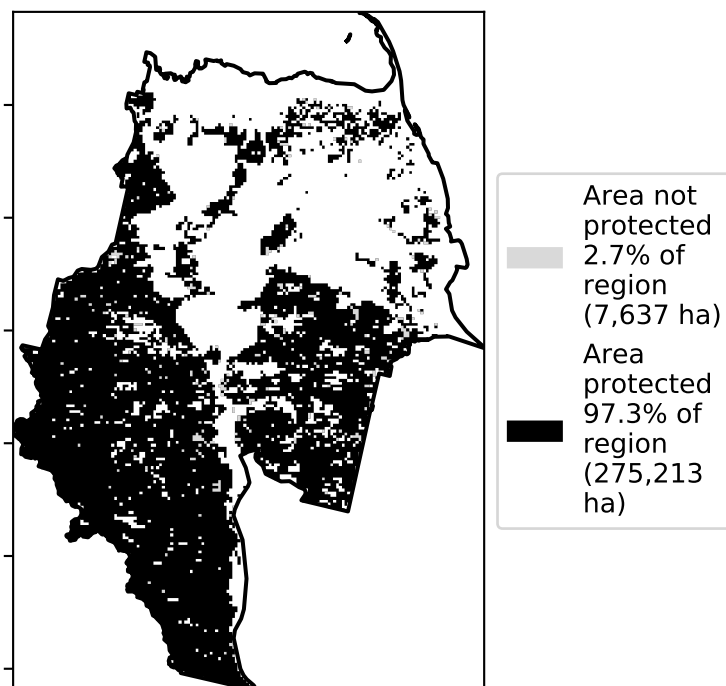 Area not
protected
2.7% of
region
(7,637 ha)
Area
protected
97.3% of
region
(275,213
ha)